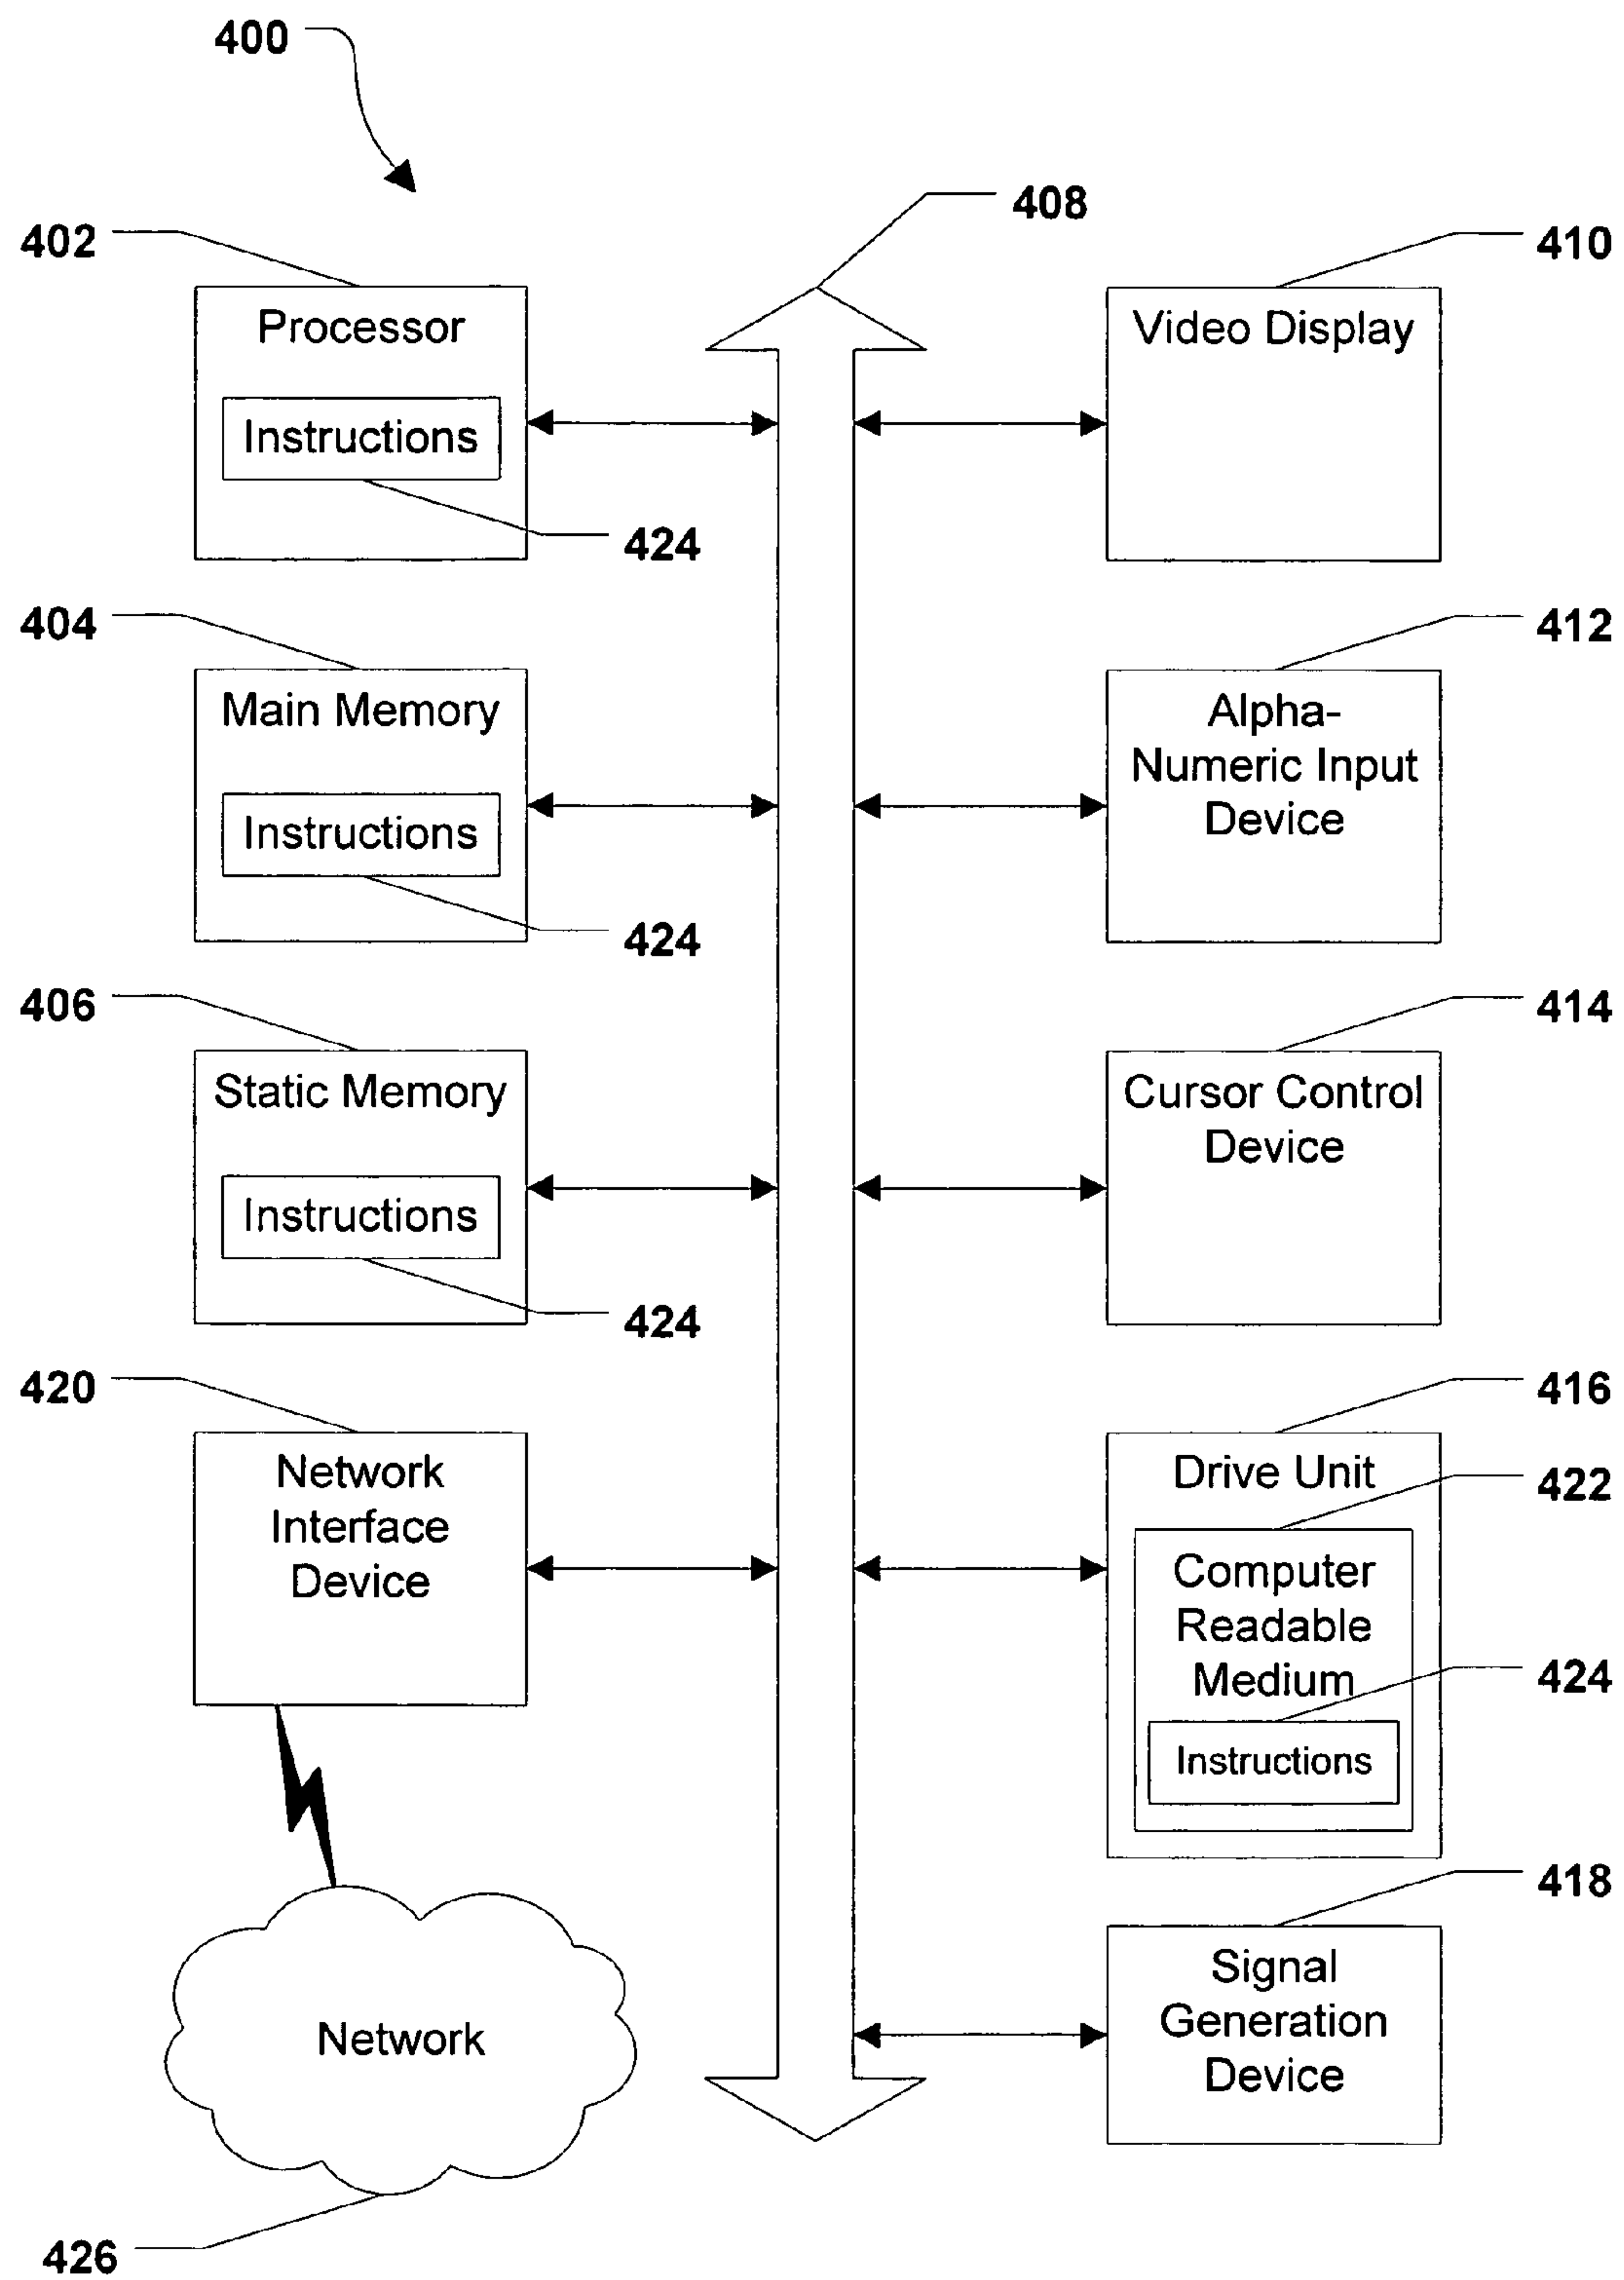 400
408
402
Processor
Instructions
424
410
Video Display
404
Main Memory
Instructions
424
412
Alpha-
Numeric Input
Device
406
Static Memory
Instructions
424
414
Cursor Control
Device
420
Network
Interface
Device
416
Drive Unit
422
Computer
Readable
Medium
424
Instructions
418
Signal
Generation
Device
Network
426